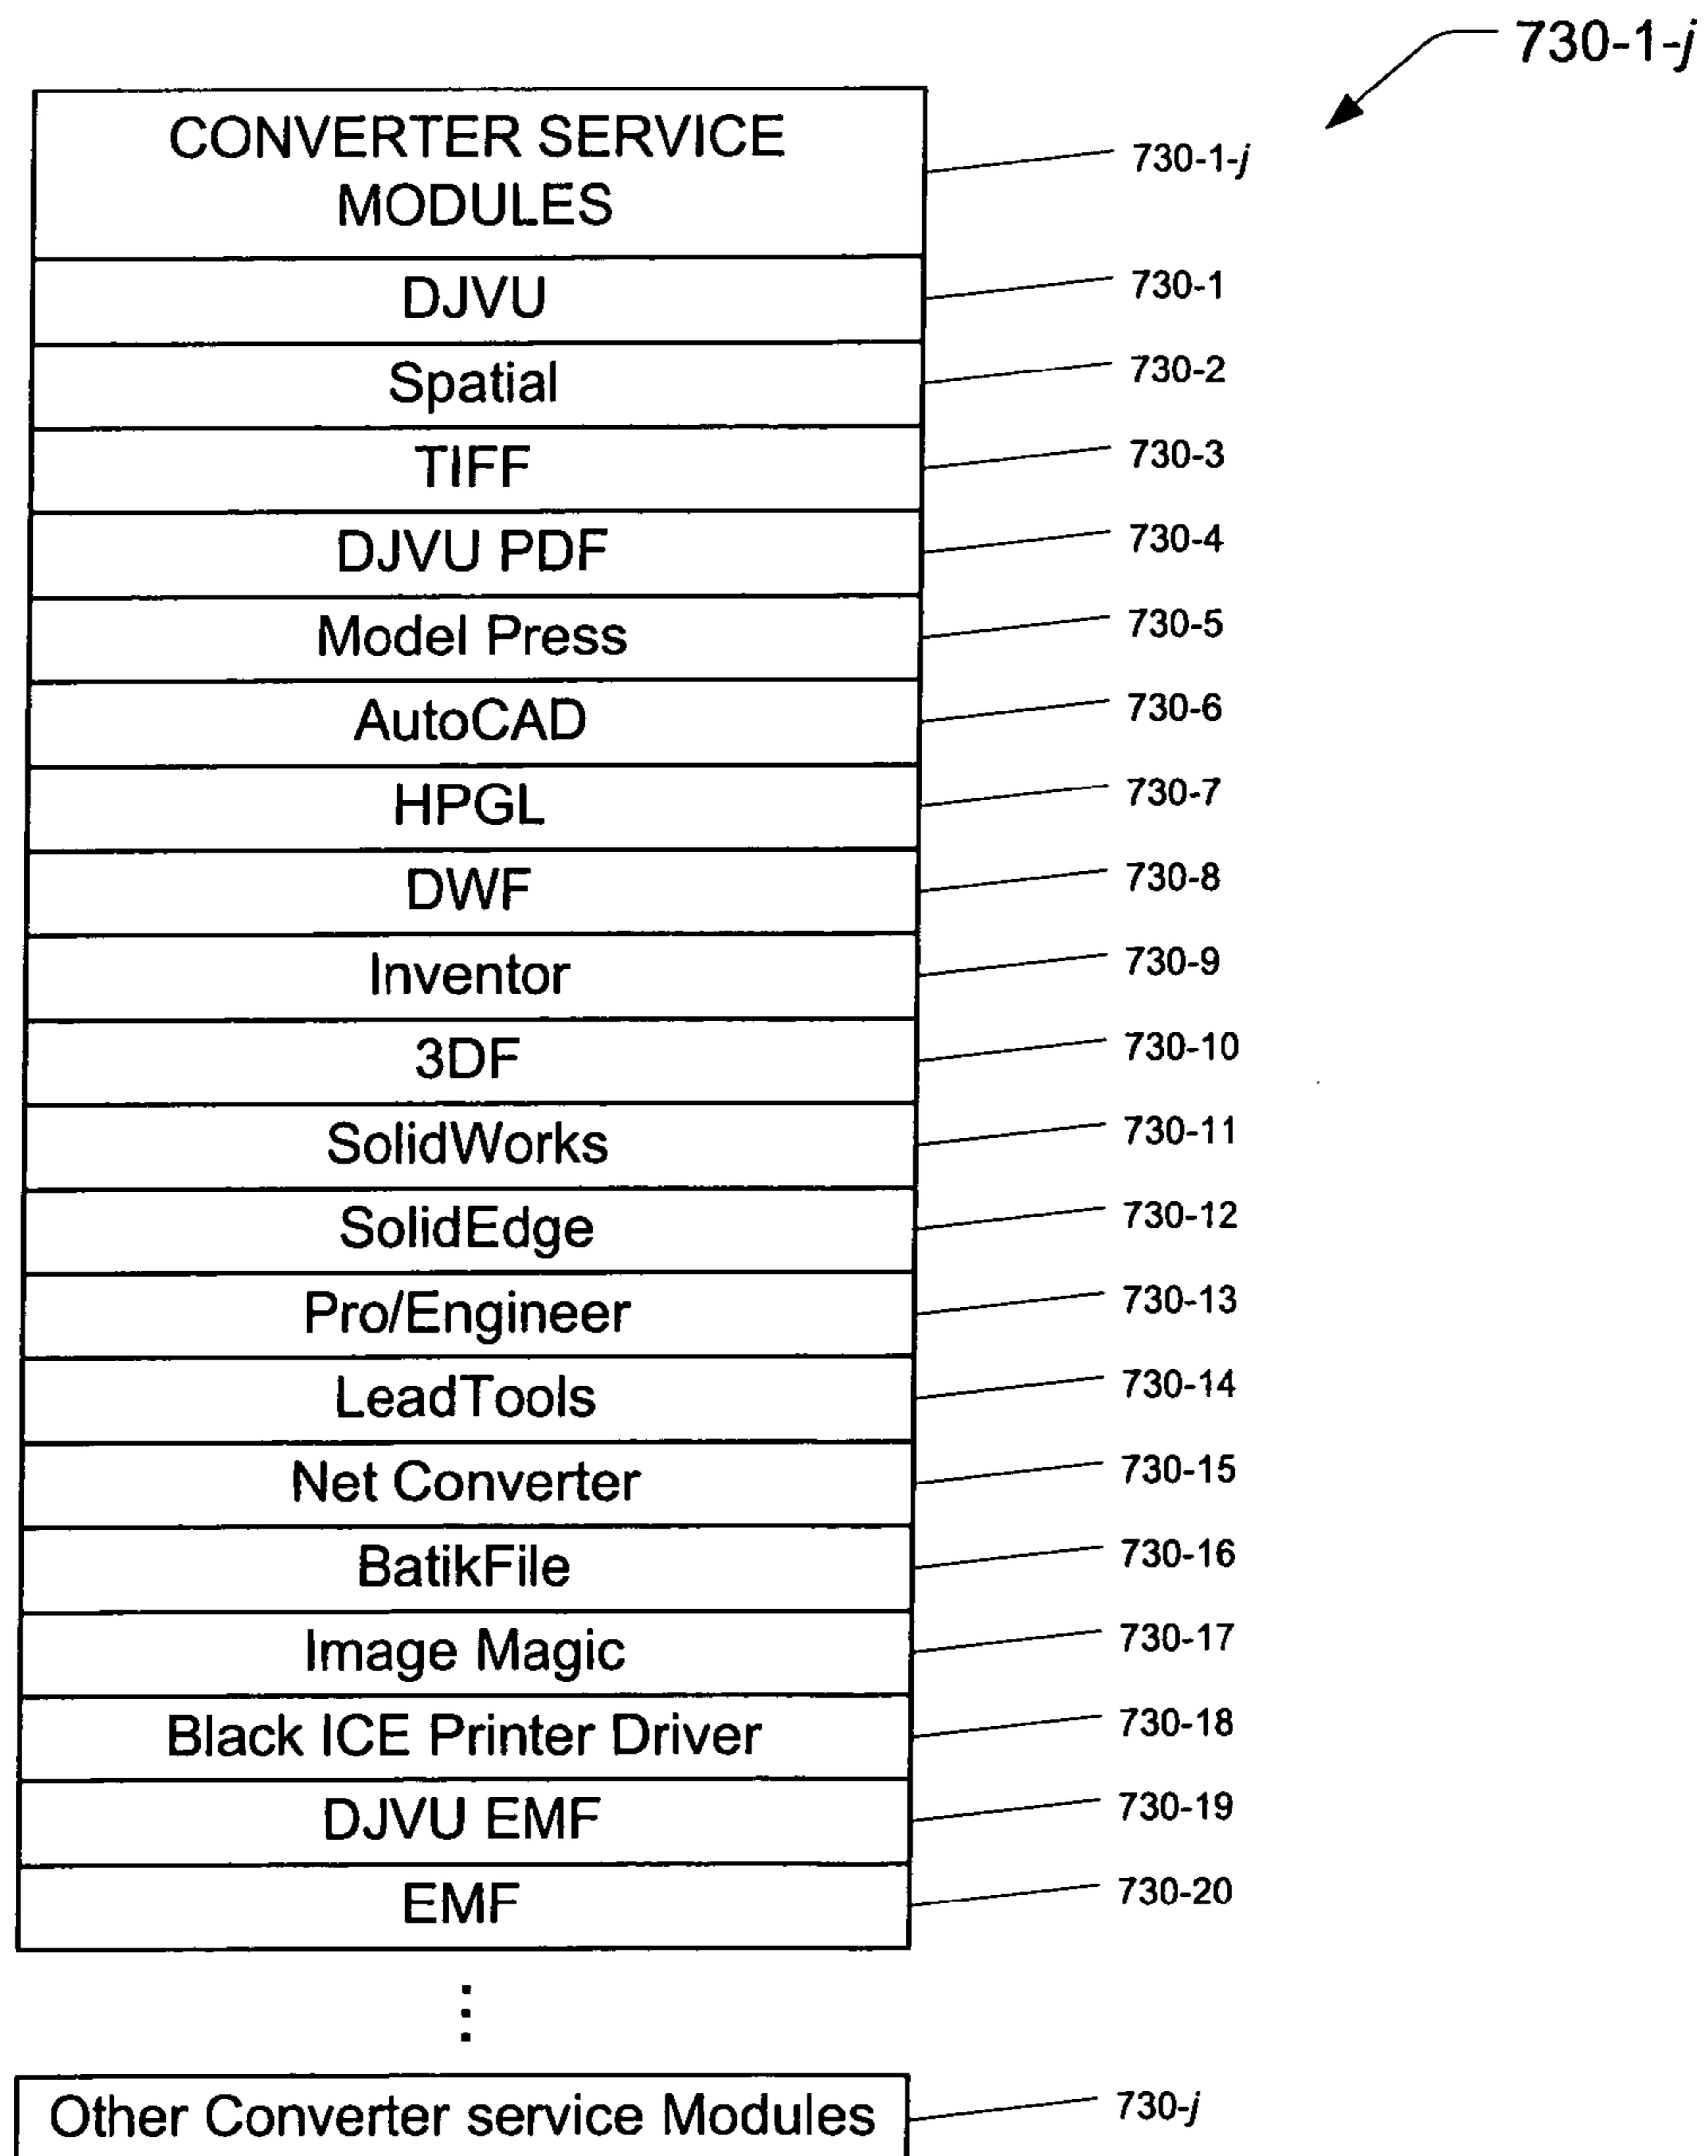 730-1-j
CONVERTER SERVICE
MODULES
730-1-j
DJVU
730-1
Spatial
730-2
TIFF
730-3
DJVU PDF
730-4
Model Press
730-5
AutoCAD
730-6
HPGL
730-7
DWF
730-8
Inventor
730-9
3DF
730-10
SolidWorks
730-11
SolidEdge
730-12
Pro/Engineer
730-13
LeadTools
730-14
Net Converter
730-15
BatikFile
730-16
Image Magic
730-17
Black ICE Printer Driver
730-18
DJVU EMF
730-19
EMF
730-20
⋮
Other Converter service Modules
730-j